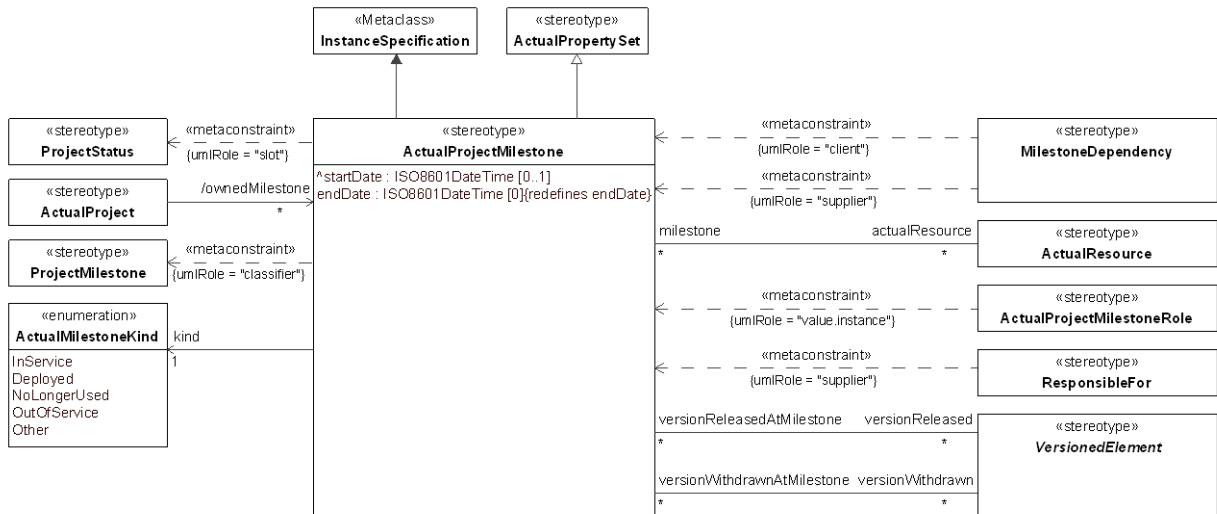 «Metaclass»
InstanceSpecification
«stereotype»
ActualPropertySet
«stereotype»
ProjectStatus
«metaconstraint»
{umlRole = "slot"}
«stereotype»
ActualProject
/ownedMilestone
*
«stereotype»
ProjectMilestone
«metaconstraint»
{umlRole = "classifier"}
«enumeration»
ActualMilestoneKind
InService
Deployed
NoLongerUsed
OutOfService
Other
kind
1
«stereotype»
ActualProjectMilestone
^startDate : ISO8601DateTime [0..1]
endDate : ISO8601DateTime [0]{redefines endDate}
«metaconstraint»
{umlRole = "client"}
«metaconstraint»
{umlRole = "supplier"}
«stereotype»
MilestoneDependency
milestone
*
actualResource
*
«stereotype»
ActualResource
«metaconstraint»
{umlRole = "value.instance"}
«stereotype»
ActualProjectMilestoneRole
«metaconstraint»
{umlRole = "supplier"}
«stereotype»
ResponsibleFor
versionReleasedAtMilestone
*
versionReleased
*
versionWithdrawnAtMilestone
*
versionWithdrawn
*
«stereotype»
VersionedElement